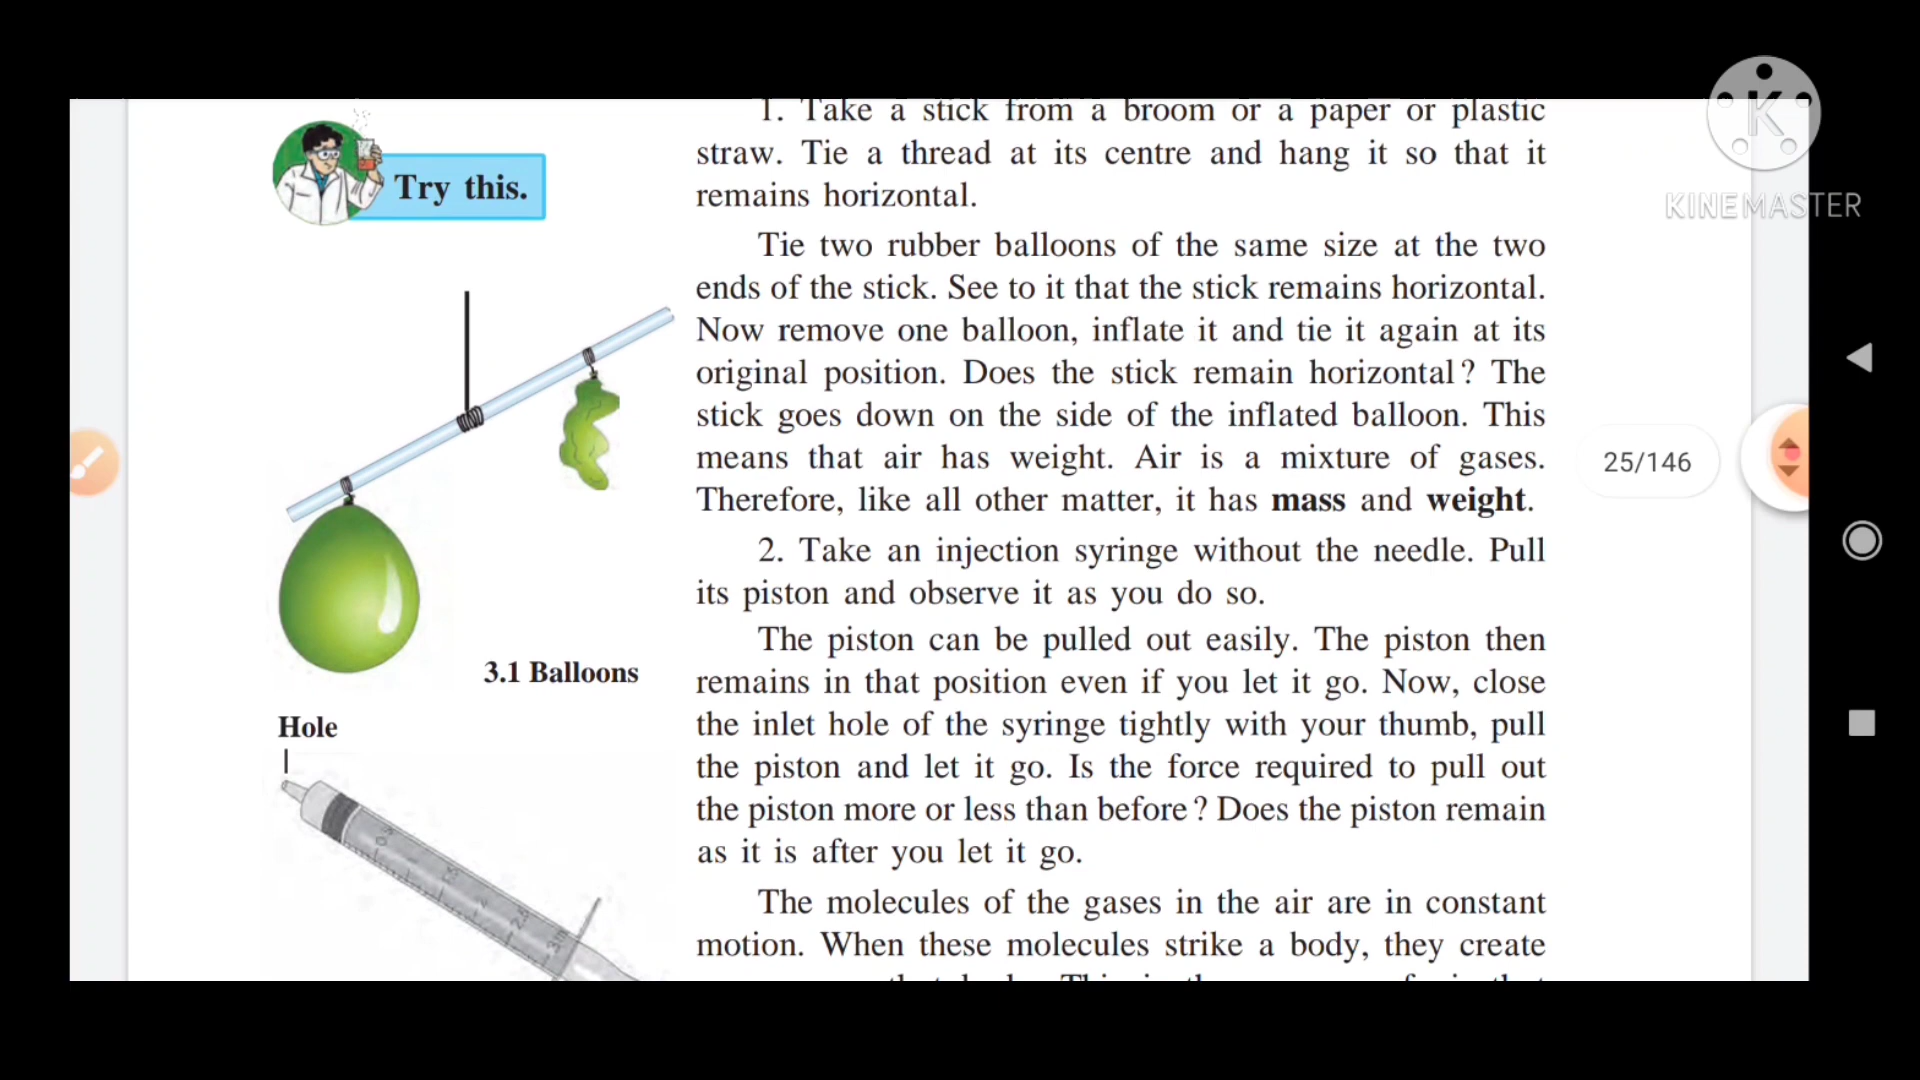 1. Take a stick from a broom or a paper or plastic
straw. Tie a thread at its centre and hang it so that it
remains horizontal.
Try this.
Tie two rubber balloons of the same size at the two
ends of the stick. See to it that the stick remains horizontal.
Now remove one balloon, inflate it and tie it again at its
original position. Does the stick remain horizontal? The
stick goes down on the side of the inflated balloon. This
means that air has weight. Air is a mixture of gases.
Therefore, like all other matter, it has mass and weight.
2. Take an injection syringe without the needle. Pull
its piston and observe it as you do so.
The piston can be pulled out easily. The piston then
remains in that position even if you let it go. Now, close
the inlet hole of the syringe tightly with your thumb, pull
the piston and let it go. Is the force required to pull out
the piston more or less than before? Does the piston remain
as it is after you let it go.
The molecules of the gases in the air are in constant
motion. When these molecules strike a body, they create
3.1 Balloons
Hole
25/146
K
KINEMASTER